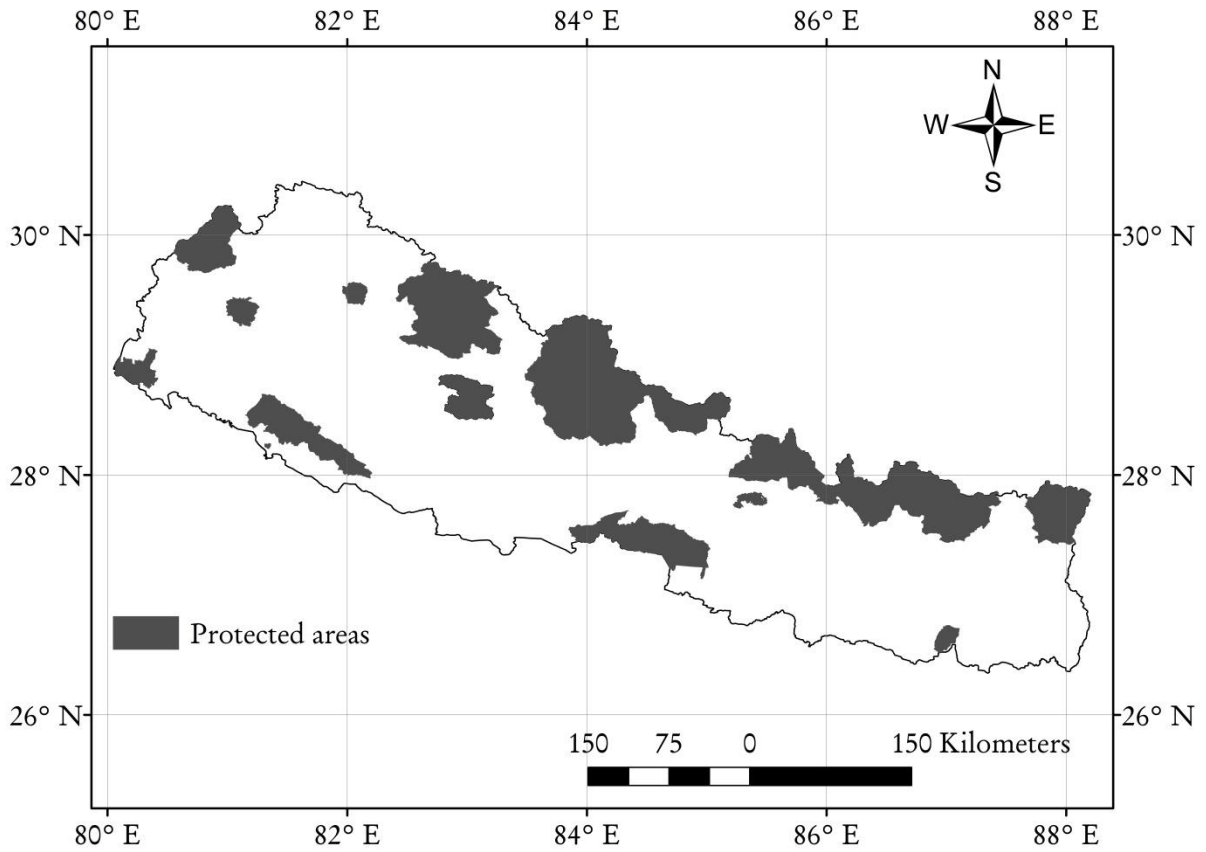 80° E 82° E 84° E 86° E 88° E
N
W E
S
30° N 30° N
28° N 28° N
Protected areas
26° N 26° N
150 75 0 150 Kilometers
80° E 82° E 84° E 86° E 88° E